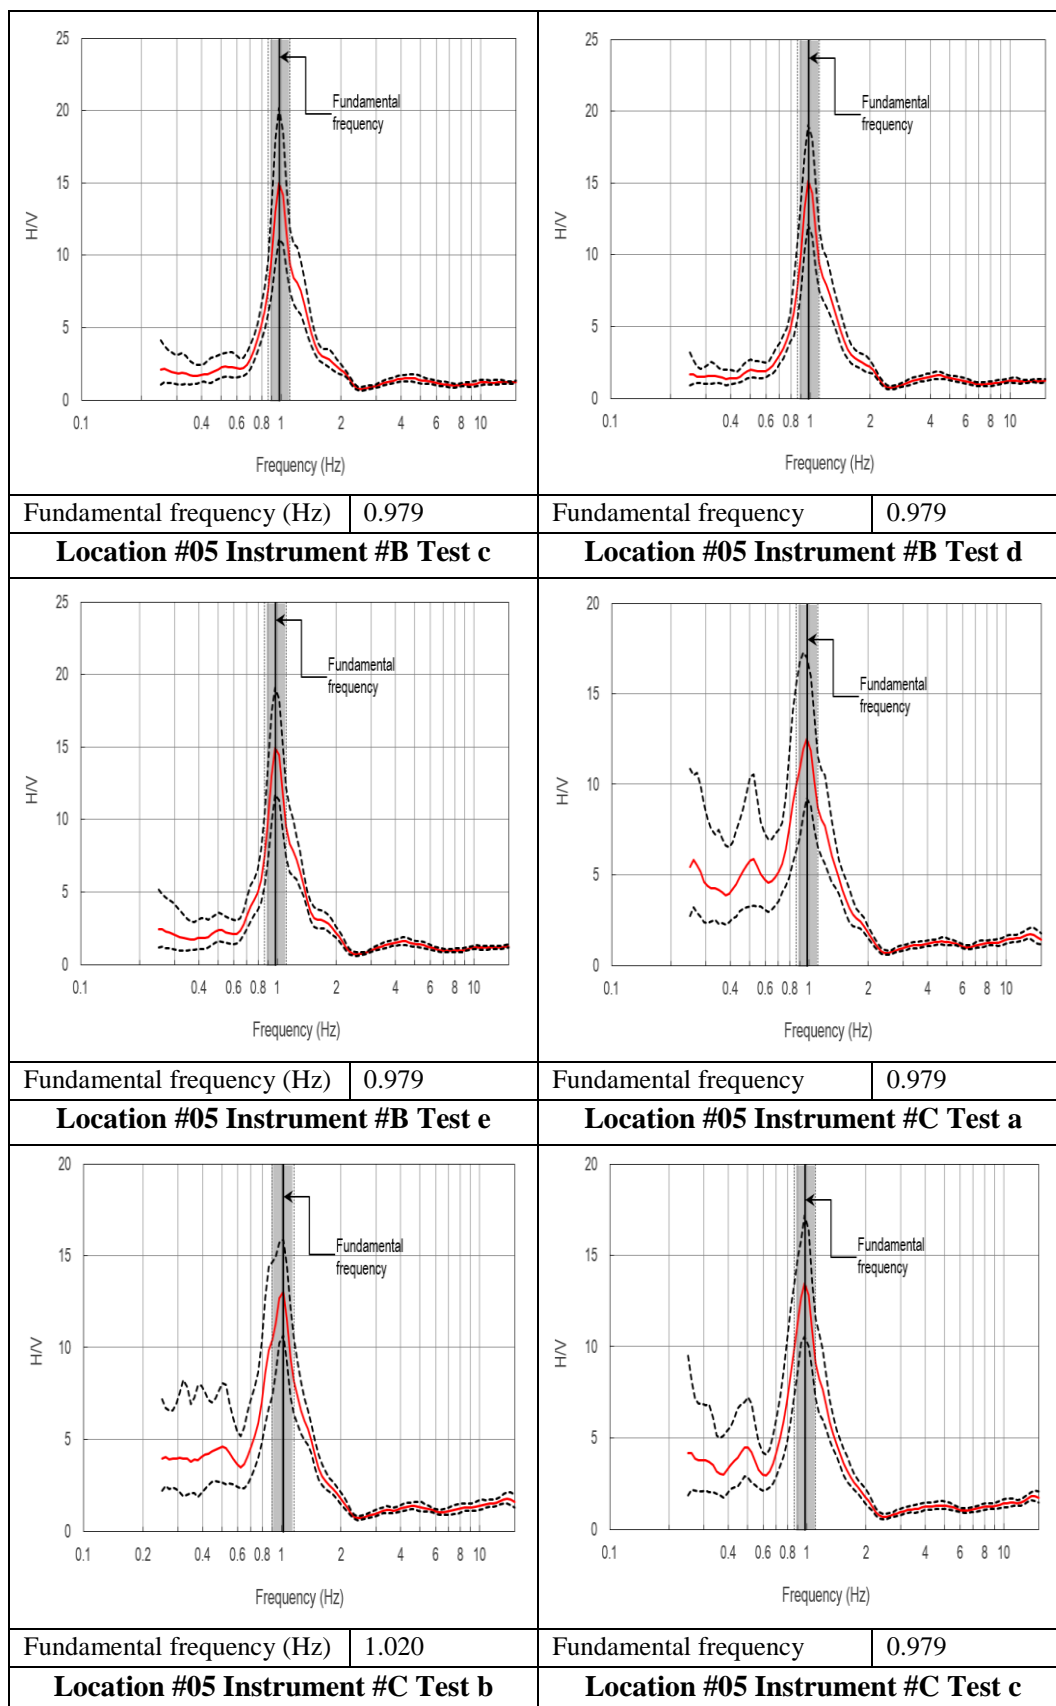 25
20
15
10
5
0
H/V
Fundamental
frequency
0.1 0.4 0.6 0.8 1 2 4 6 8 10
Frequency (Hz)
25
20
15
10
5
0
H/V
Fundamental
frequency
0.1 0.4 0.6 0.8 1 2 4 6 8 10
Frequency (Hz)
Fundamental frequency (Hz) 0.979
Fundamental frequency 0.979
Location #05 Instrument #B Test c
Location #05 Instrument #B Test d
25
20
15
10
5
0
H/V
Fundamental
frequency
0.1 0.4 0.6 0.8 1 2 4 6 8 10
Frequency (Hz)
20
15
10
5
0
H/V
Fundamental
frequency
0.1 0.4 0.6 0.8 1 2 4 6 8 10
Frequency (Hz)
Fundamental frequency (Hz) 0.979
Fundamental frequency 0.979
Location #05 Instrument #B Test e
Location #05 Instrument #C Test a
20
15
10
5
0
H/V
Fundamental
frequency
0.1 0.4 0.6 0.8 1 2 4 6 8 10
Frequency (Hz)
20
15
10
5
0
H/V
Fundamental
frequency
0.1 0.4 0.6 0.8 1 2 4 6 8 10
Frequency (Hz)
Fundamental frequency (Hz) 1.020
Fundamental frequency 0.979
Location #05 Instrument #C Test b
Location #05 Instrument #C Test c